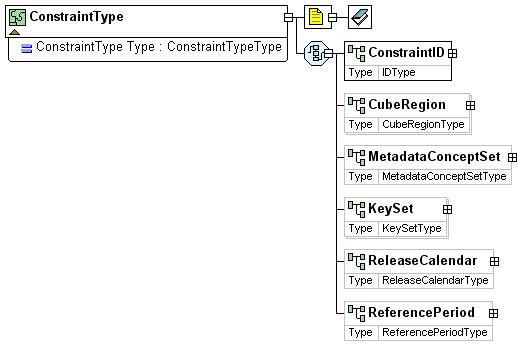 ConstraintType
ConstraintType Type : ConstraintTypeType
ConstraintID
Type IDType
CubeRegion
Type CubeRegionType
MetadataConceptSet
Type MetadataConceptSetType
KeySet
Type KeySetType
ReleaseCalendar
Type ReleaseCalendarType
ReferencePeriod
Type ReferencePeriodType